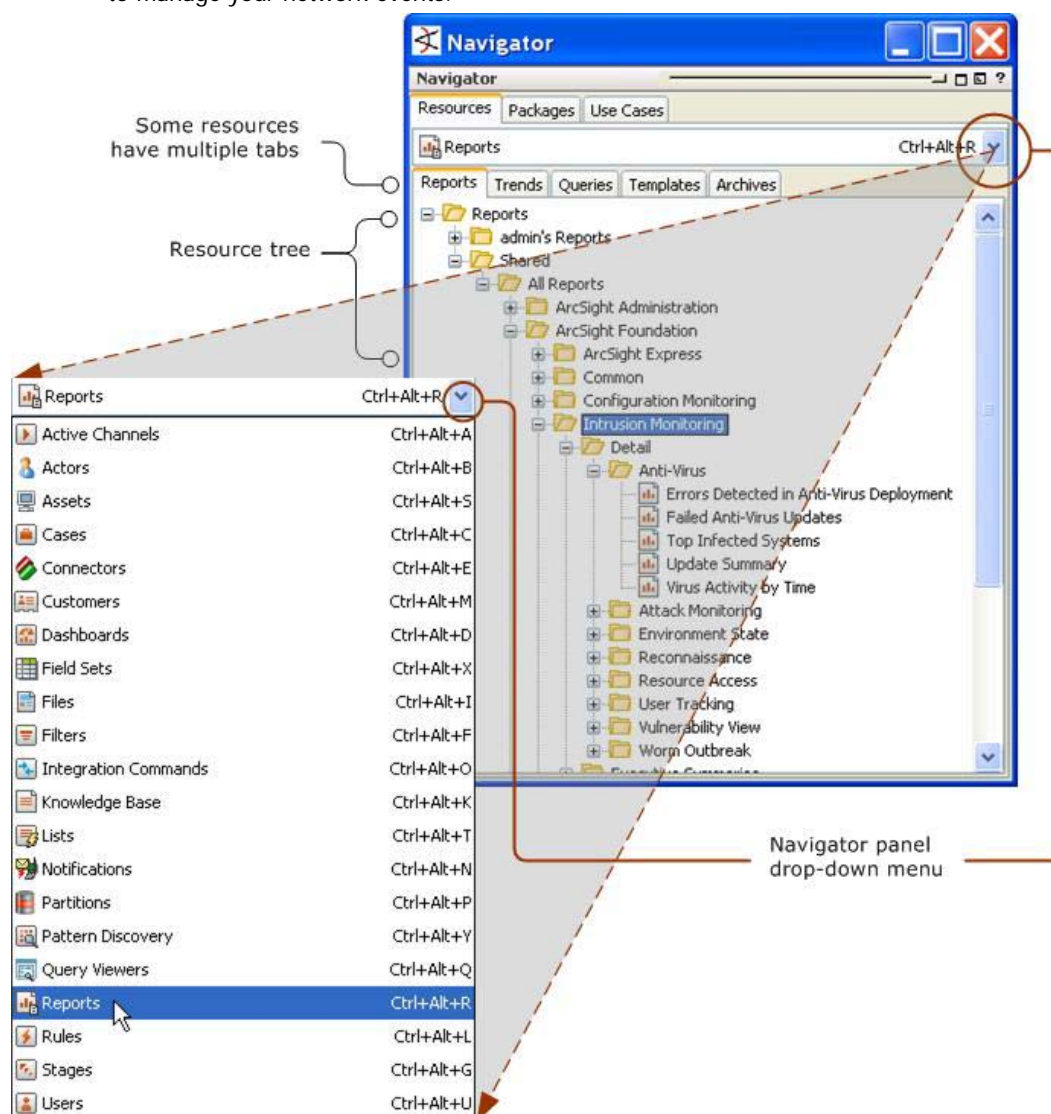 to manage your network events.
Navigator
Navigator
?
Resources Packages Use Cases
Some resources
have multiple tabs
Reports Ctrl+Alt+R
Reports Trends Queries Templates Archives
Resource tree
Reports
admin's Reports
Shared
All Reports
ArcSight Administration
ArcSight Foundation
ArcSight Express
Common
Configuration Monitoring
Intrusion Monitoring
Detail
Anti-Virus
Errors Detected in Anti-Virus Deployment
Failed Anti-Virus Updates
Top Infected Systems
Update Summary
Virus Activity by Time
Attack Monitoring
Environment State
Reconnaissance
Resource Access
User Tracking
Vulnerability View
Worm Outbreak
Executive Summaries
Reports Ctrl+Alt+R
Active Channels Ctrl+Alt+A
Actors Ctrl+Alt+B
Assets Ctrl+Alt+S
Cases Ctrl+Alt+C
Connectors Ctrl+Alt+E
Customers Ctrl+Alt+M
Dashboards Ctrl+Alt+D
Field Sets Ctrl+Alt+X
Files Ctrl+Alt+I
Filters Ctrl+Alt+F
Integration Commands Ctrl+Alt+O
Knowledge Base Ctrl+Alt+K
Lists Ctrl+Alt+T
Notifications Ctrl+Alt+N
Partitions Ctrl+Alt+P
Pattern Discovery Ctrl+Alt+Y
Query Viewers Ctrl+Alt+Q
Reports Ctrl+Alt+R
Rules Ctrl+Alt+L
Stages Ctrl+Alt+G
Users Ctrl+Alt+U
Navigator panel
drop-down menu